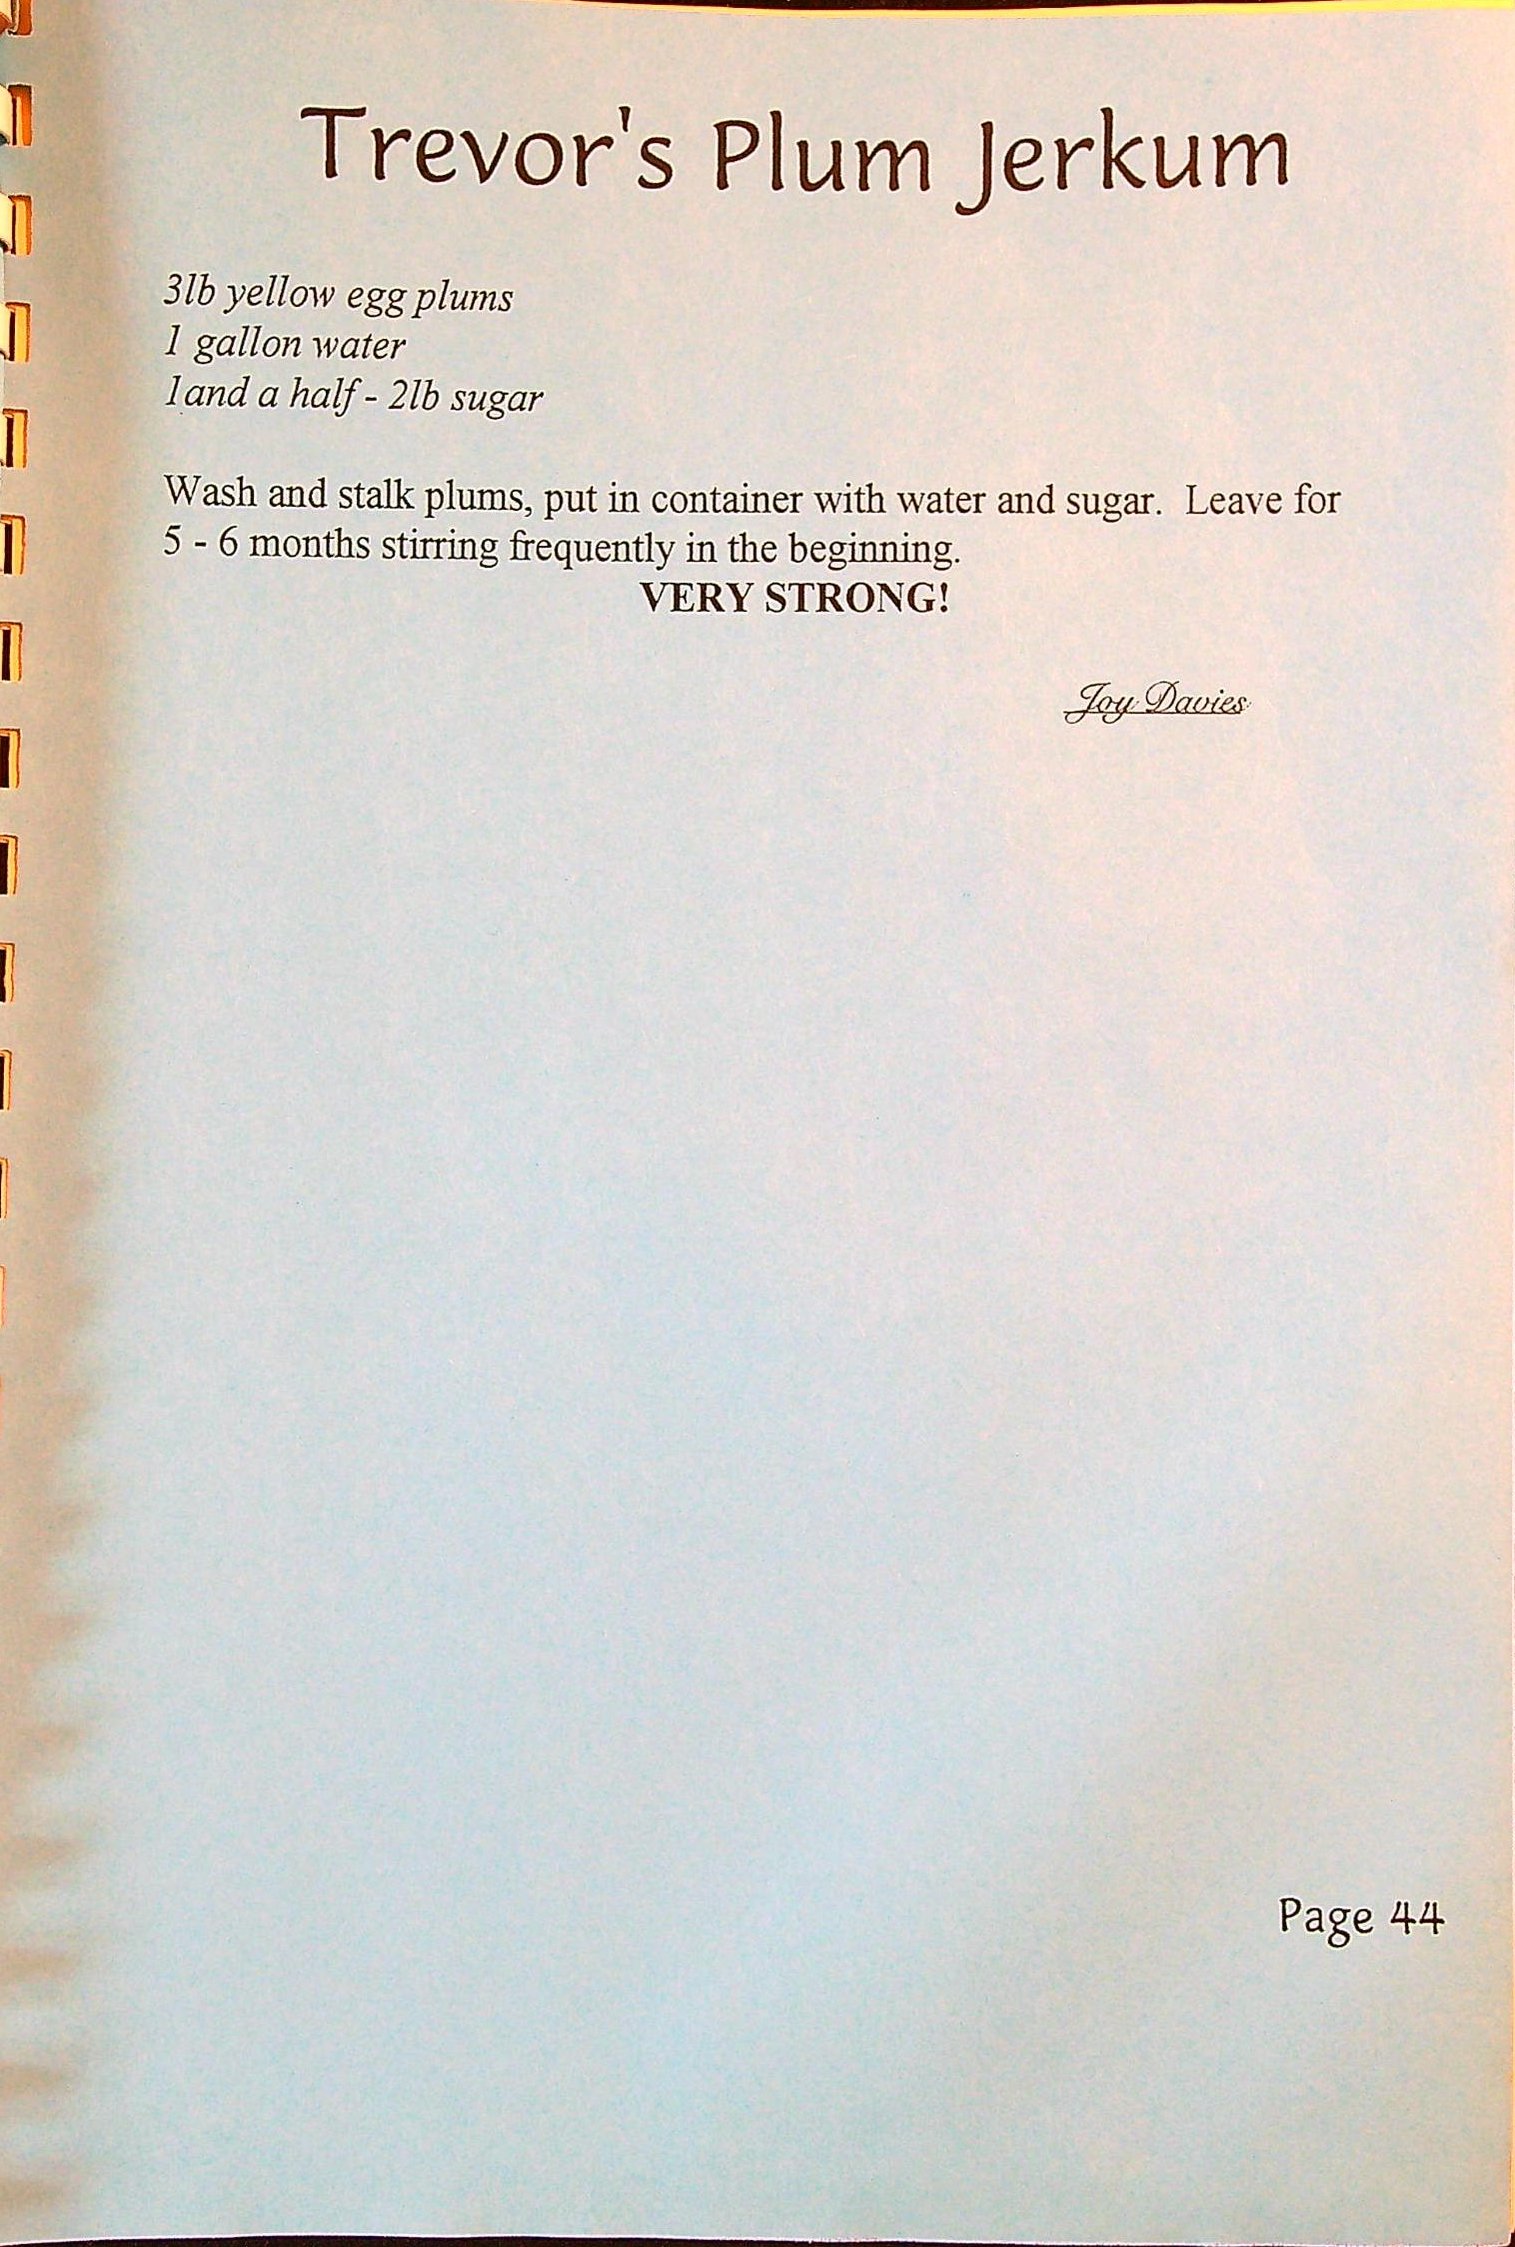 Trevor's Plum Jerkum
3lb yellow egg plums
1 gallon water
1and a half - 2lb sugar
Wash and stalk plums, put in container with water and sugar.  Leave for
5 - 6 months stirring frequently in the beginning.
VERY STRONG!
Joy Davies
Page 44